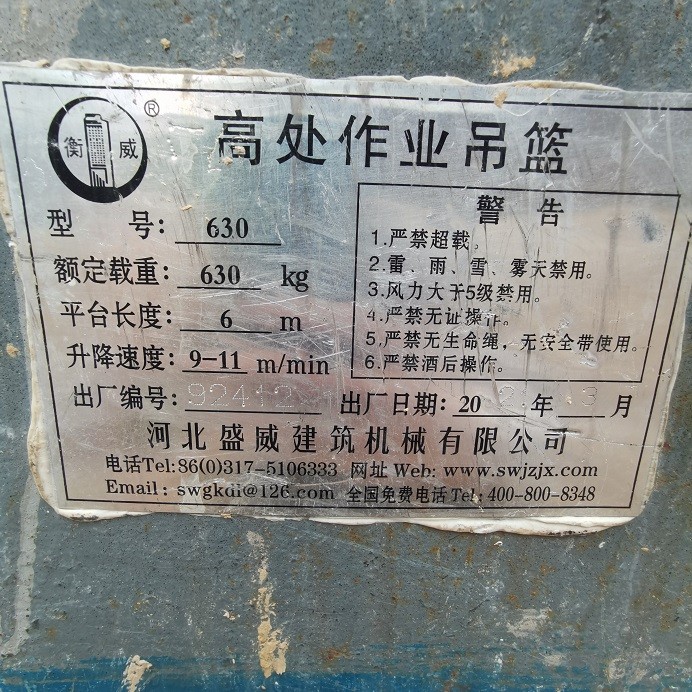 衡 威 ®
高处作业吊篮
型 号: 630
额定载重: 630 kg
平台长度: 6 m
升降速度: 9-11 m/min
出厂编号: 92412
警 告
1.严禁超载。
2.雷、雨、雪、雾天禁用。
3.风力大于5级禁用。
4.严禁无证操作。
5.严禁无生命绳,无安全带使用。
6.严禁酒后操作。
出厂日期: 20 2 年 3 月
河北盛威建筑机械有限公司
电话Tel:86(0)317-5106333 网址 Web: www.swjzjx.com
Email: swgkdl@126.com 全国免费电话Tel: 400-800-8348